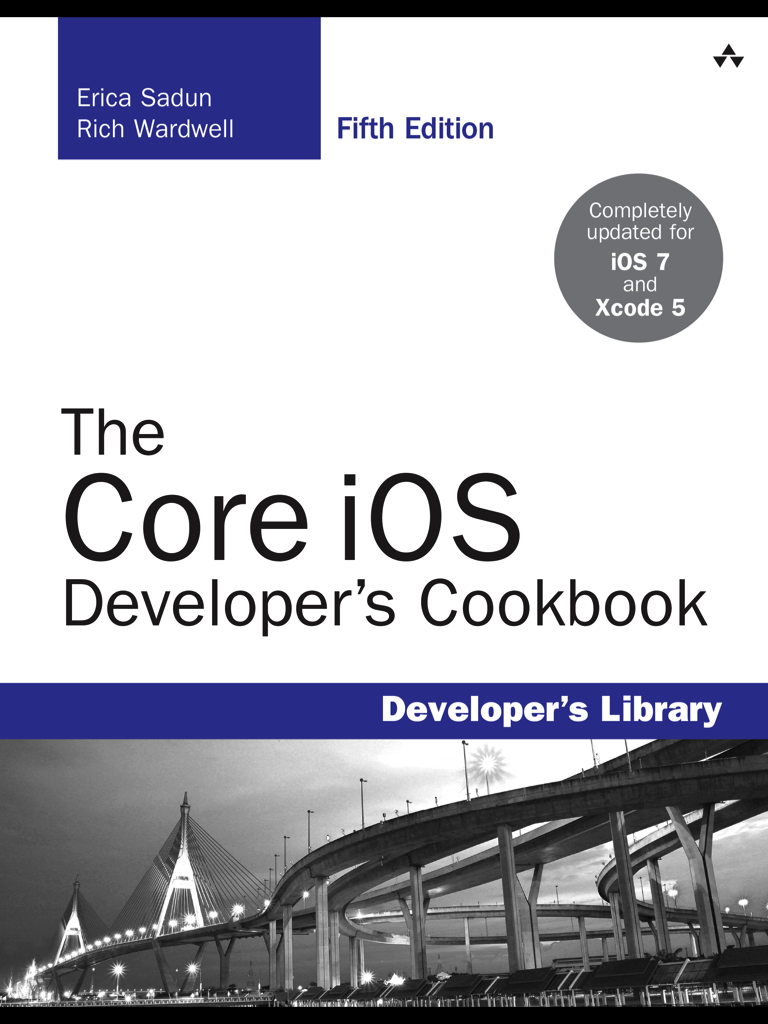 Erica Sadun
Rich Wardwell
Fifth Edition
Completely
updated for
iOS 7
and
Xcode 5
The
Core iOS
Developer’s Cookbook
Developer’s Library